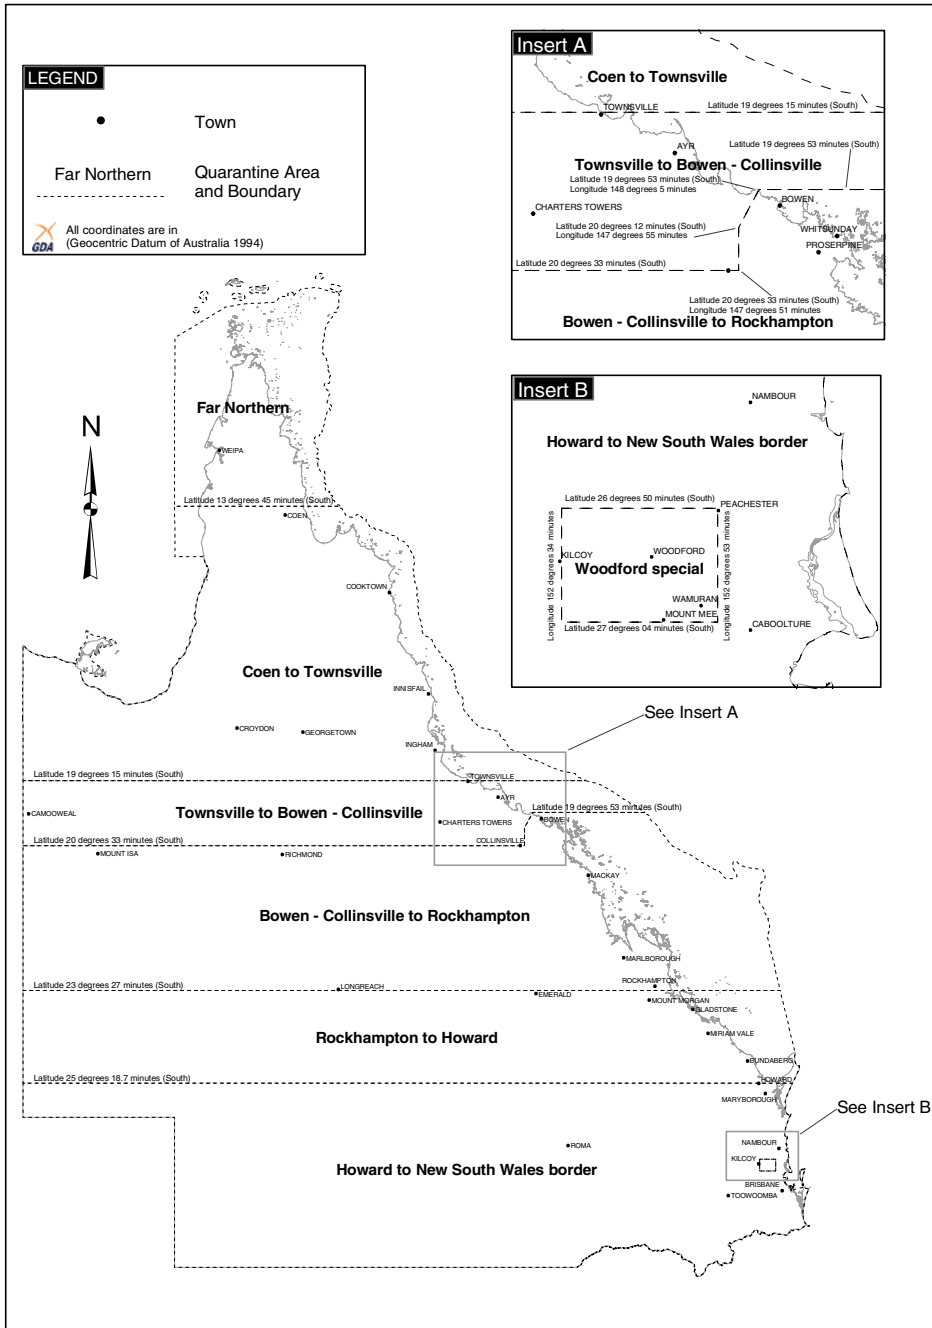 LEGEND
Town
Far Northern
Quarantine Area
and Boundary
GDA
All coordinates are in
(Geocentric Datum of Australia 1994)
Insert A
Coen to Townsville
TOWNSVILLE
Latitude 19 degrees 15 minutes (South)
Latitude 19 degrees 53 minutes (South)
AYR
Townsville to Bowen - Collinsville
Latitude 19 degrees 53 minutes (South)
Longitude 148 degrees 5 minutes
BOWEN
CHARTERS TOWERS
Latitude 20 degrees 12 minutes (South)
Longitude 147 degrees 55 minutes
WHITSUNDAY
PROSERPINE
Latitude 20 degrees 33 minutes (South)
Latitude 20 degrees 33 minutes (South)
Longitude 147 degrees 51 minutes
Bowen - Collinsville to Rockhampton
Insert B
NAMBOUR
Howard to New South Wales border
Latitude 26 degrees 50 minutes (South)
PEACHESTER
Longitude 152 degrees 34 minutes
Longitude 152 degrees 53 minutes
KILCOY
WOODFORD
Woodford special
WAMURAN
MOUNT MEE
Latitude 27 degrees 04 minutes (South)
CABOOLTURE
N
Far Northern
WEIPA
Latitude 13 degrees 45 minutes (South)
COEN
COOKTOWN
Coen to Townsville
INNISFAIL
See Insert A
CROYDON
GEORGETOWN
INGHAM
Latitude 19 degrees 15 minutes (South)
TOWNSVILLE
AYR
Latitude 19 degrees 53 minutes (South)
CAMOOWEAL
Townsville to Bowen - Collinsville
CHARTERS TOWERS
BOWEN
Latitude 20 degrees 33 minutes (South)
COLLINSVILLE
MOUNT ISA
RICHMOND
MACKAY
Bowen - Collinsville to Rockhampton
MARLBOROUGH
Latitude 23 degrees 27 minutes (South)
LONGREACH
ROCKHAMPTON
EMERALD
MOUNT MORGAN
GLADSTONE
Rockhampton to Howard
MIRIAM VALE
BUNDABERG
Latitude 25 degrees 18.7 minutes (South)
HOWARD
MARYBOROUGH
See Insert B
NAMBOUR
ROMA
KILCOY
Howard to New South Wales border
BRISBANE
TOOWOOMBA